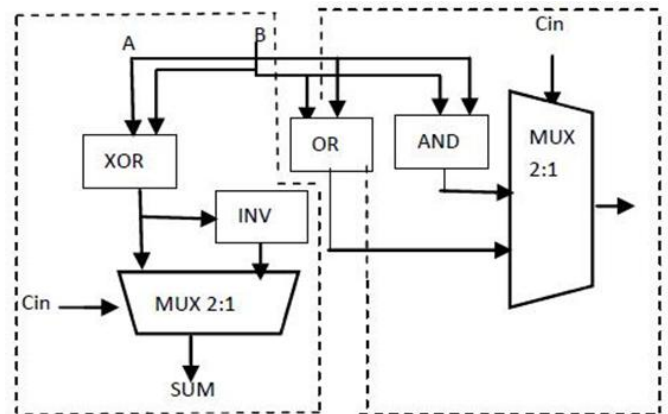 A
B
Cin
XOR
OR
AND
MUX
2:1
INV
Cin
MUX 2:1
SUM